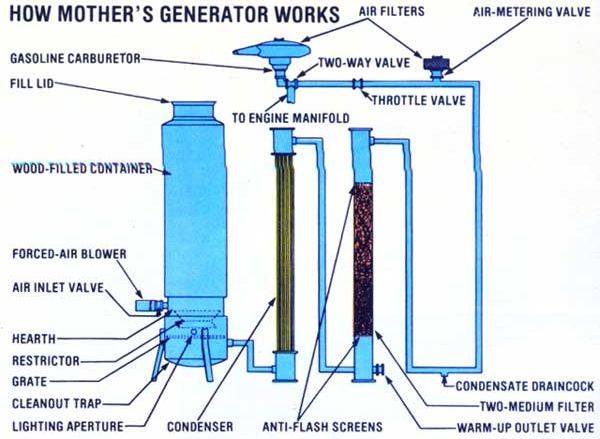 HOW MOTHER'S GENERATOR WORKS
AIR FILTERS
AIR-METERING VALVE
GASOLINE CARBURETOR
TWO-WAY VALVE
FILL LID
THROTTLE VALVE
TO ENGINE MANIFOLD
WOOD-FILLED CONTAINER
FORCED-AIR BLOWER
AIR INLET VALVE
HEARTH
RESTRICTOR
GRATE
CLEANOUT TRAP
LIGHTING APERTURE
CONDENSER
ANTI-FLASH SCREENS
CONDENSATE DRAINCOCK
TWO-MEDIUM FILTER
WARM-UP OUTLET VALVE